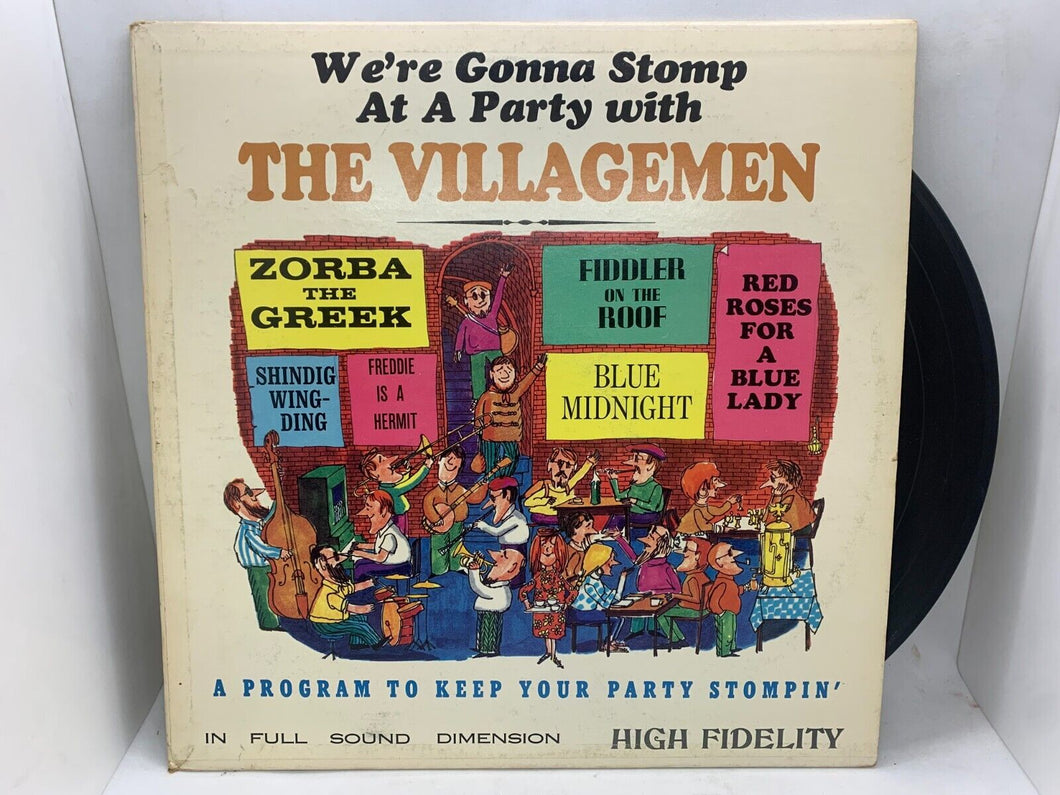 We're Gonna Stomp
At A Party with
THE VILLAGEMEN
ZORBA
THE
GREEK
SHINDIG
WING-
DING
FREDDIE
IS A
HERMIT
FIDDLER
ON THE
ROOF
BLUE
MIDNIGHT
RED
ROSES
FOR
A
BLUE
LADY
A PROGRAM TO KEEP YOUR PARTY STOMPIN'
IN FULL SOUND DIMENSION HIGH FIDELITY